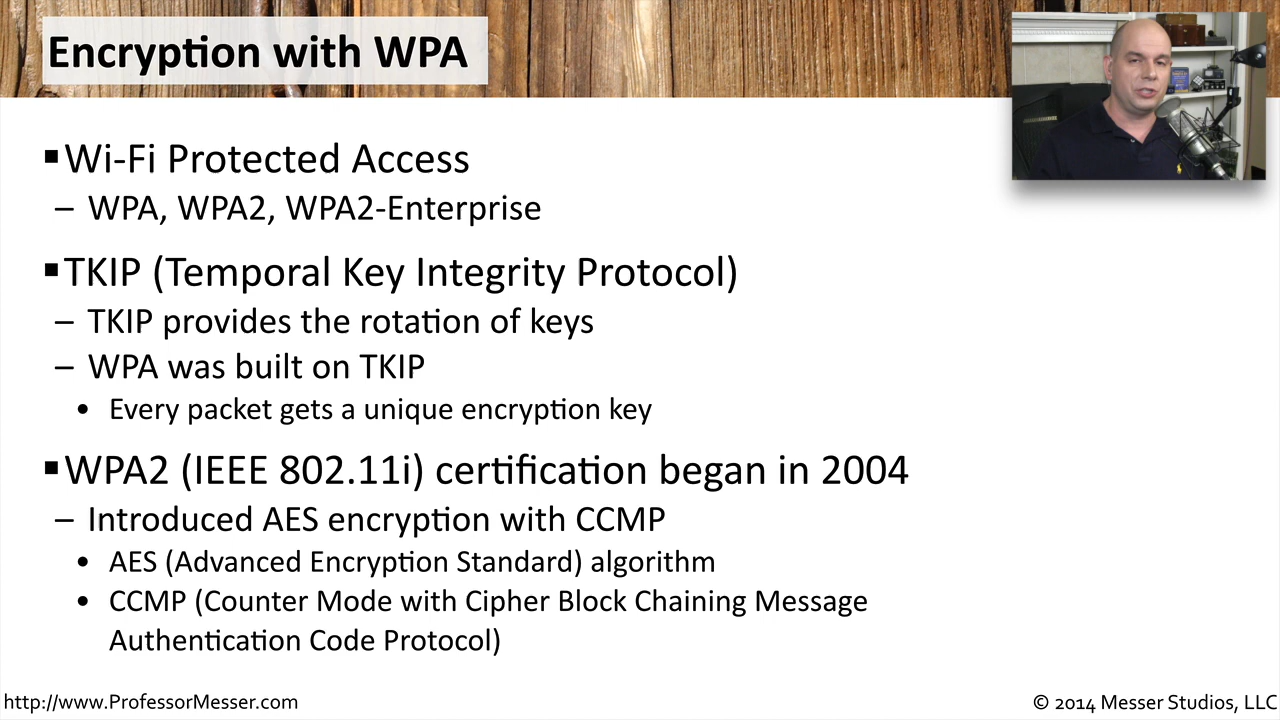 Encryption with WPA
▪Wi-Fi Protected Access
– WPA, WPA2, WPA2-Enterprise
▪TKIP (Temporal Key Integrity Protocol)
– TKIP provides the rotation of keys
– WPA was built on TKIP
• Every packet gets a unique encryption key
▪WPA2 (IEEE 802.11i) certification began in 2004
– Introduced AES encryption with CCMP
• AES (Advanced Encryption Standard) algorithm
• CCMP (Counter Mode with Cipher Block Chaining Message
Authentication Code Protocol)
http://www.ProfessorMesser.com
© 2014 Messer Studios, LLC